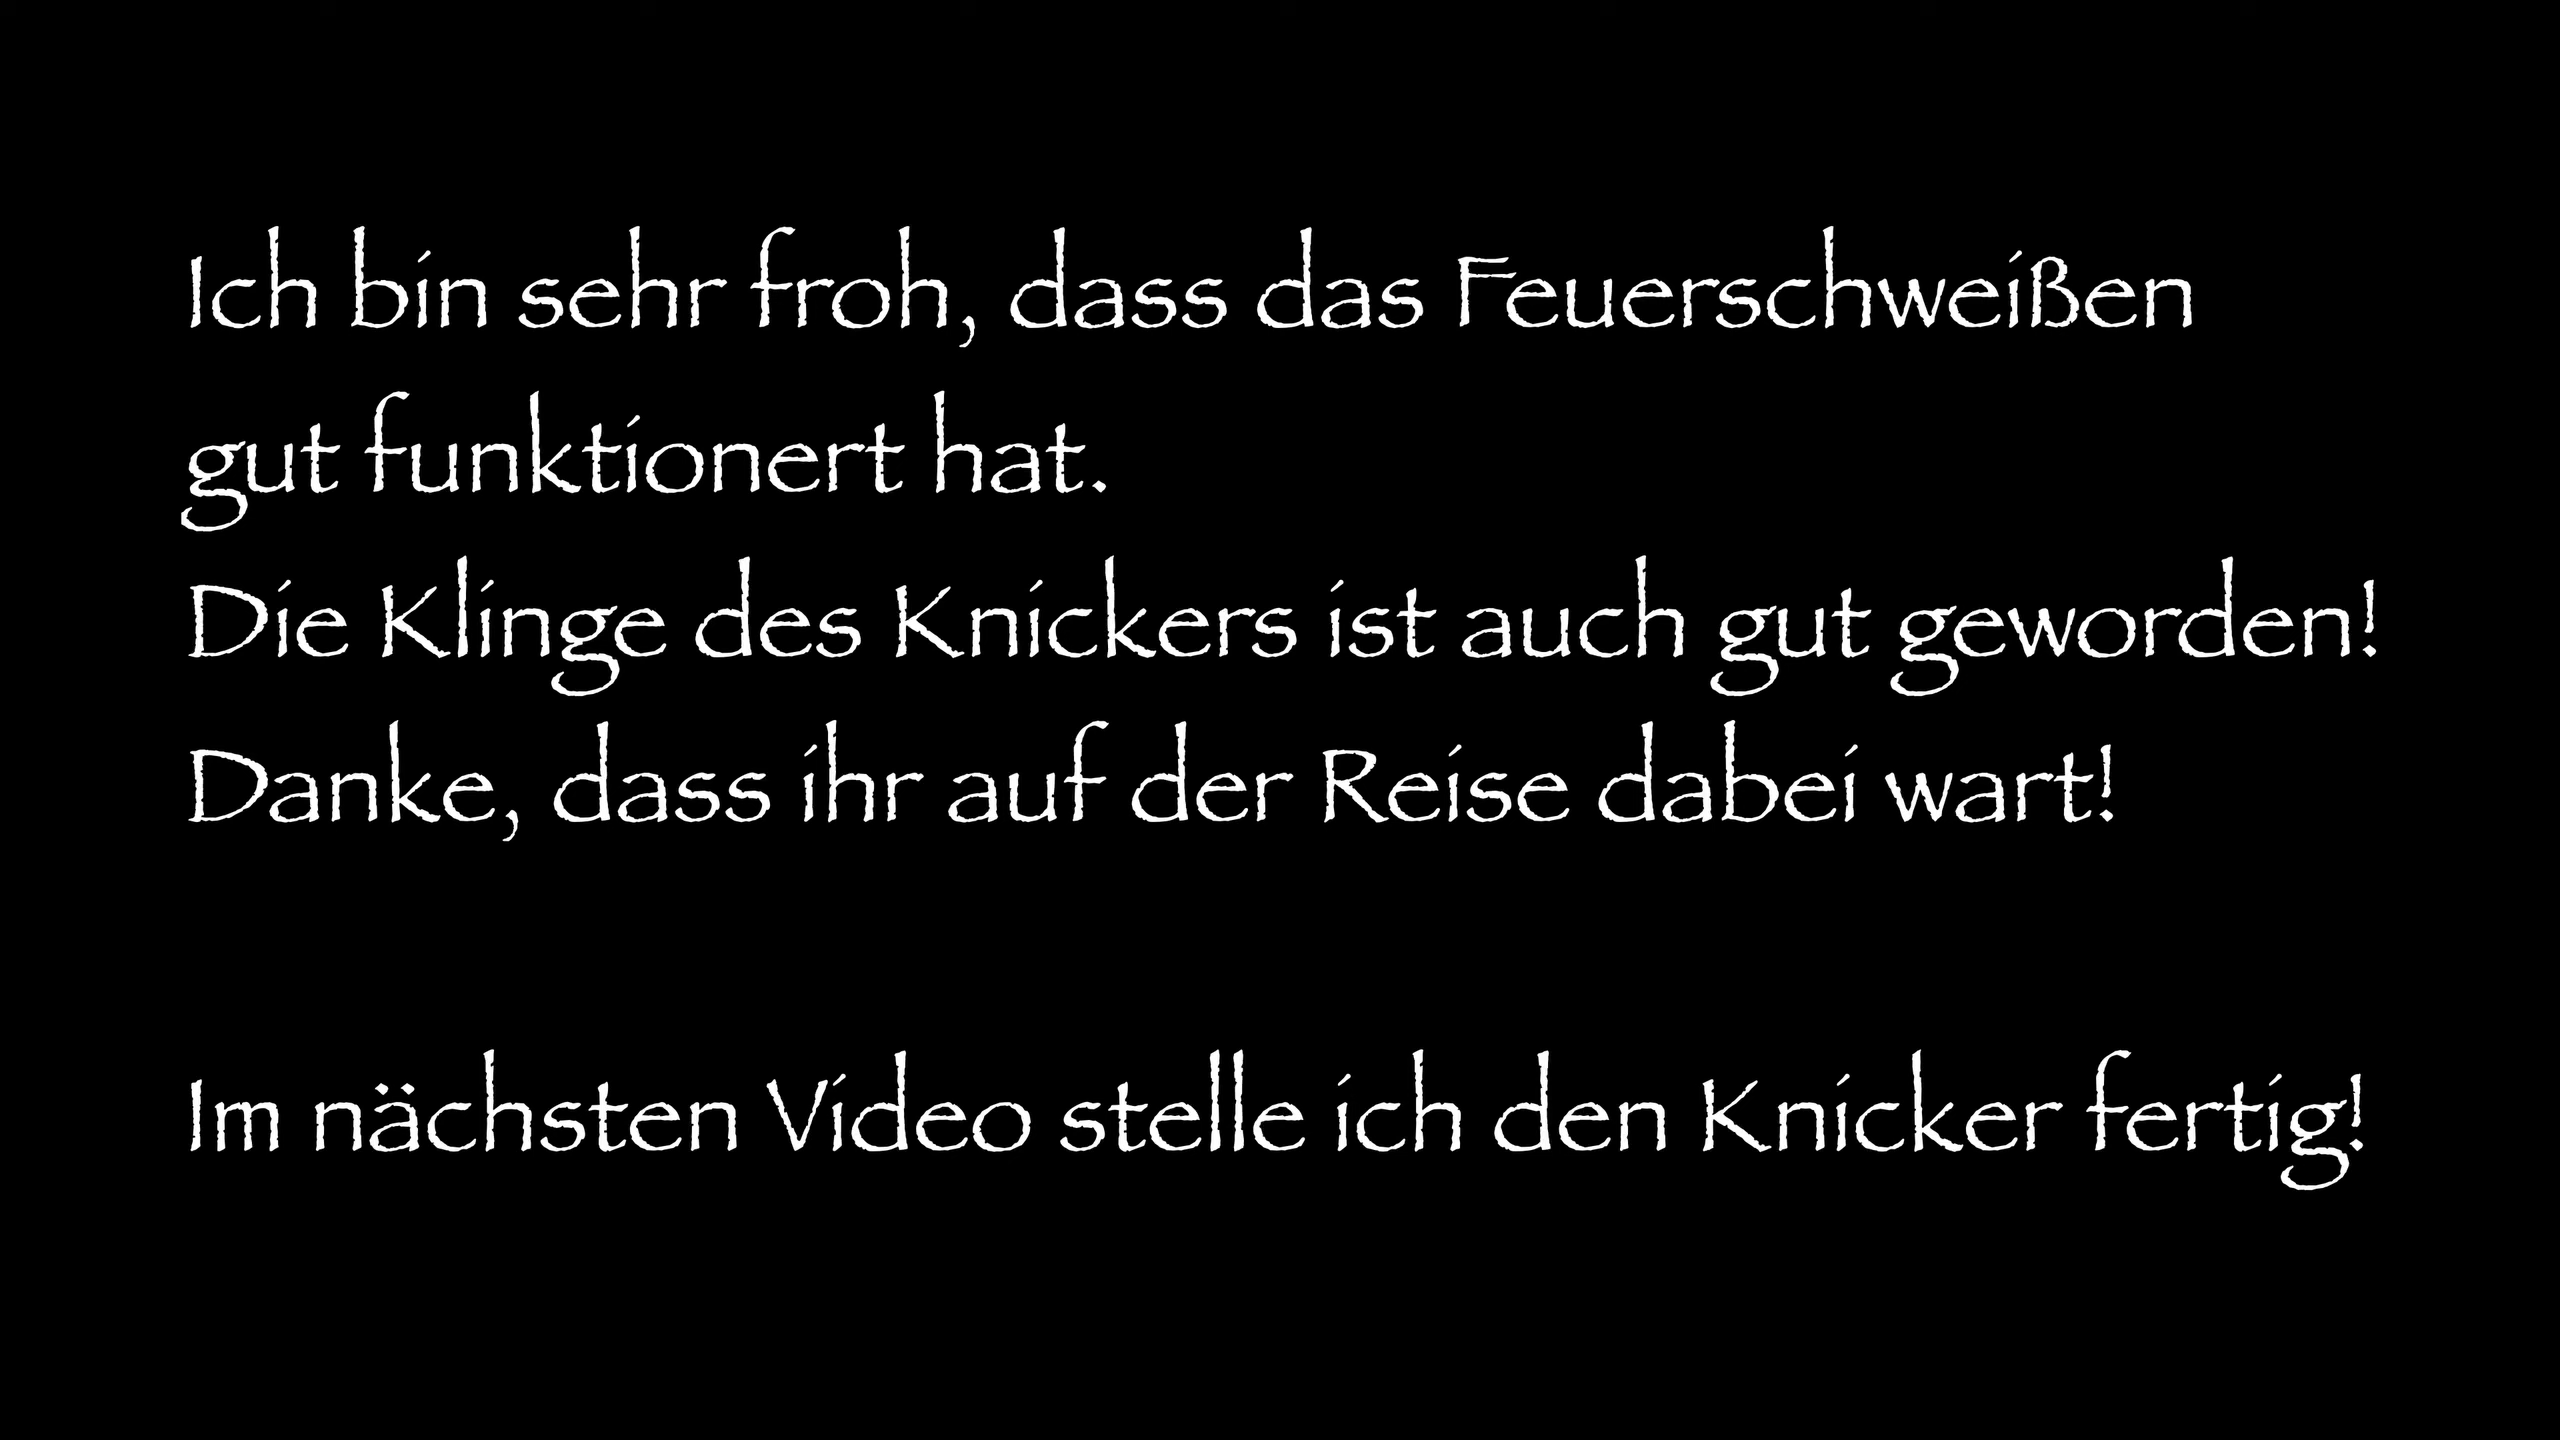 Ich bin sehr froh, dass das Feuerschweißen
gut funktionert hat.
Die Klinge des Knickers ist auch gut geworden!
Danke, dass ihr auf der Reise dabei wart!
Im nächsten Video stelle ich den Knicker fertig!